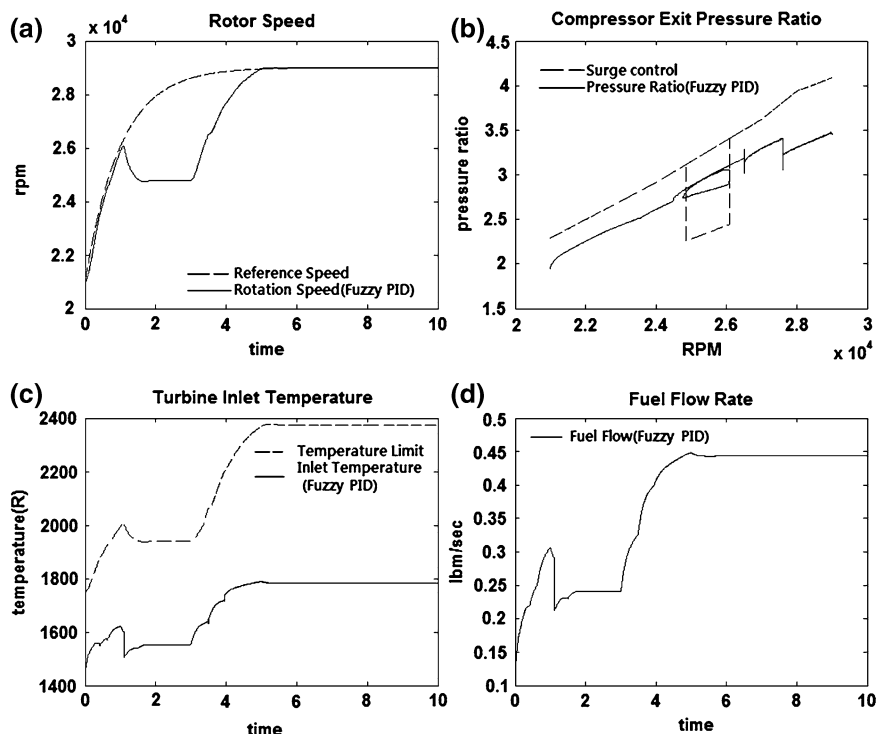 (a)
Rotor Speed
x 10⁴
3
2.8
2.6
2.4
2.2
2
rpm
Reference Speed
Rotation Speed(Fuzzy PID)
0 2 4 6 8 10
time
(b)
Compressor Exit Pressure Ratio
4.5
4
3.5
3
2.5
2
1.5
pressure ratio
Surge control
Pressure Ratio(Fuzzy PID)
2 2.2 2.4 2.6 2.8 3
RPM
x 10⁴
(c)
Turbine Inlet Temperature
2400
2200
2000
1800
1600
1400
temperature(R)
Temperature Limit
Inlet Temperature
(Fuzzy PID)
0 2 4 6 8 10
time
(d)
Fuel Flow Rate
0.5
0.45
0.4
0.35
0.3
0.25
0.2
0.15
0.1
lbm/sec
Fuel Flow(Fuzzy PID)
0 2 4 6 8 10
time